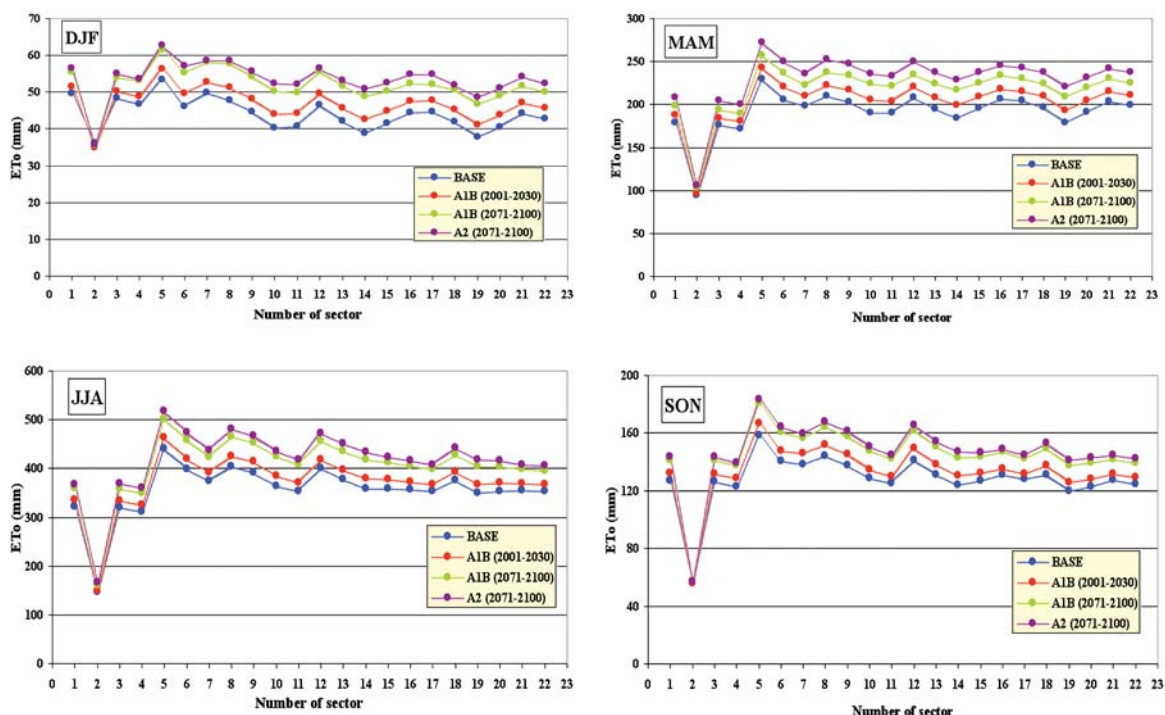 DJF
ETo (mm)
70
60
50
40
30
20
10
0
BASE
A1B (2001-2030)
A1B (2071-2100)
A2 (2071-2100)
0 1 2 3 4 5 6 7 8 9 10 11 12 13 14 15 16 17 18 19 20 21 22 23
Number of sector
MAM
ETo (mm)
300
250
200
150
100
50
0
BASE
A1B (2001-2030)
A1B (2071-2100)
A2 (2071-2100)
0 1 2 3 4 5 6 7 8 9 10 11 12 13 14 15 16 17 18 19 20 21 22 23
Number of sector
JJA
ETo (mm)
600
500
400
300
200
100
0
BASE
A1B (2001-2030)
A1B (2071-2100)
A2 (2071-2100)
0 1 2 3 4 5 6 7 8 9 10 11 12 13 14 15 16 17 18 19 20 21 22 23
Number of sector
SON
ETo (mm)
200
160
120
80
40
0
BASE
A1B (2001-2030)
A1B (2071-2100)
A2 (2071-2100)
0 1 2 3 4 5 6 7 8 9 10 11 12 13 14 15 16 17 18 19 20 21 22 23
Number of sector